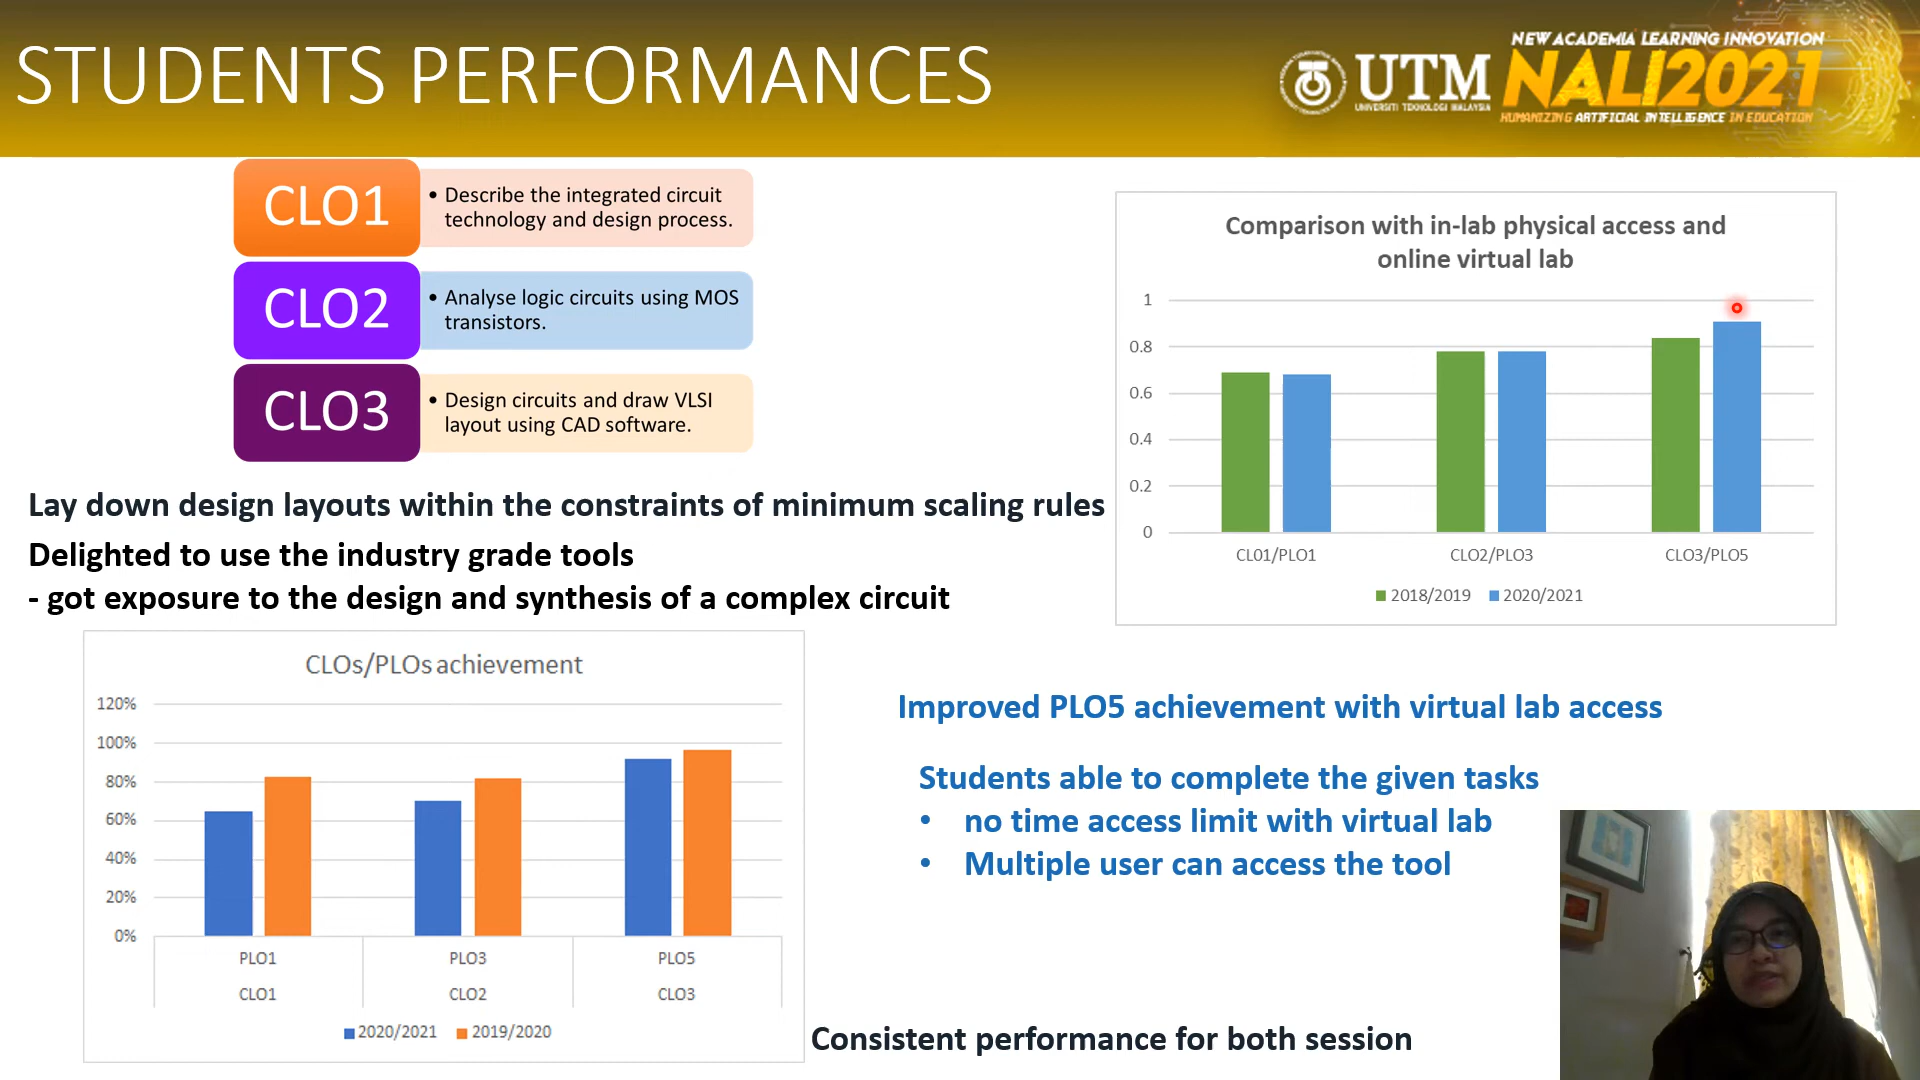 STUDENTS PERFORMANCES
UTM
UNIVERSITI TEKNOLOGI MALAYSIA
NEW ACADEMIA LEARNING INNOVATION
NALI2021
HUMANIZING ARTIFICIAL INTELLIGENCE IN EDUCATION
CLO1
• Describe the integrated circuit
technology and design process.
CLO2
• Analyse logic circuits using MOS
transistors.
CLO3
• Design circuits and draw VLSI
layout using CAD software.
Lay down design layouts within the constraints of minimum scaling rules
Delighted to use the industry grade tools
- got exposure to the design and synthesis of a complex circuit
Comparison with in-lab physical access and
online virtual lab
1
0.8
0.6
0.4
0.2
0
CL01/PLO1 CLO2/PLO3 CLO3/PLO5
2018/2019 2020/2021
CLOs/PLOs achievement
120%
100%
80%
60%
40%
20%
0%
PLO1 PLO3 PLO5
CLO1 CLO2 CLO3
2020/2021 2019/2020
Improved PLO5 achievement with virtual lab access
Students able to complete the given tasks
• no time access limit with virtual lab
• Multiple user can access the tool
Consistent performance for both session